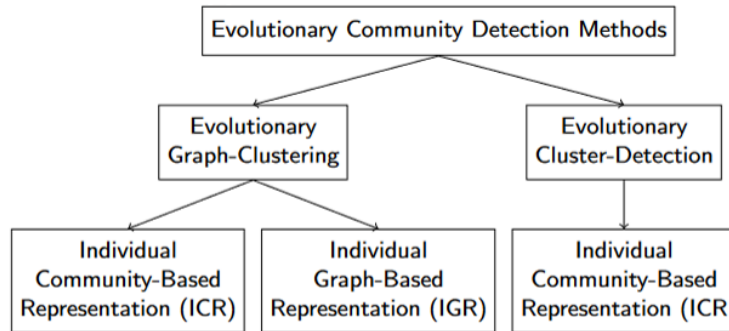 Evolutionary Community Detection Methods
Evolutionary
Graph-Clustering
Evolutionary
Cluster-Detection
Individual
Community-Based
Representation (ICR)
Individual
Graph-Based
Representation (IGR)
Individual
Community-Based
Representation (ICR